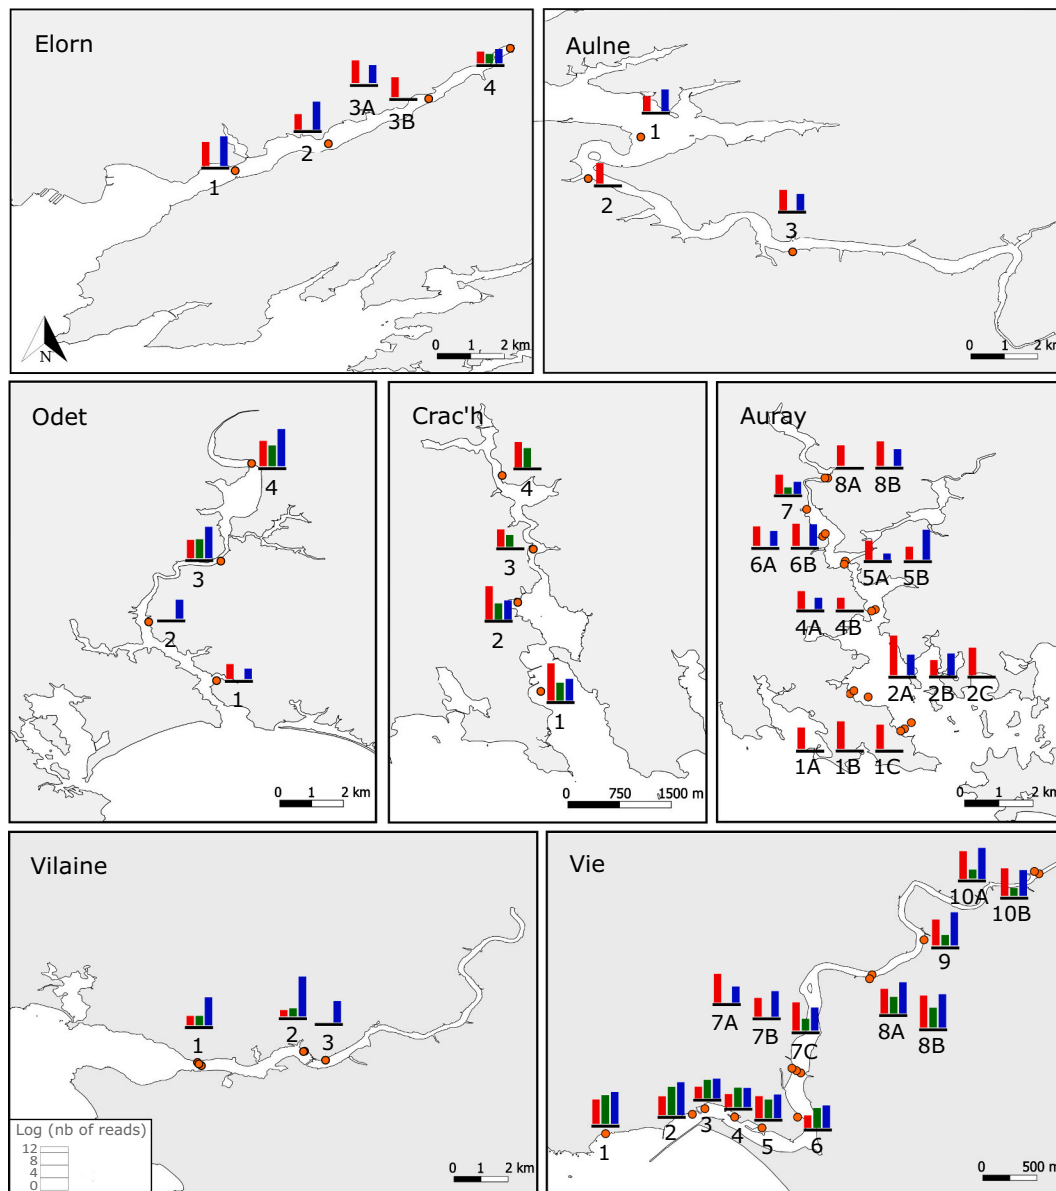 Elorn
1
2
3A
3B
4
N
0 1 2 km
Aulne
1
2
3
0 1 2 km
Odet
4
3
2
1
0 1 2 km
Crac'h
4
3
2
1
0 750 1500 m
Auray
8A 8B
7
6A 6B
5A 5B
4A 4B
2A 2B 2C
1A 1B 1C
0 1 2 km
Vilaine
1
2
3
0 1 2 km
Log (nb of reads)
12
8
4
0
Vie
10A
10B
9
8A
8B
7A
7B
7C
1
2
3
4
5
6
0 500 m